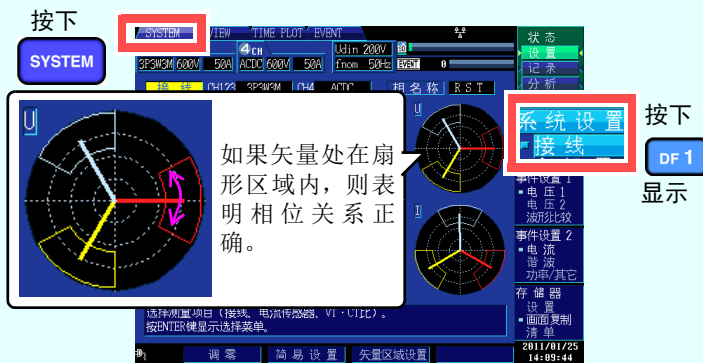 按下
SYSTEM
SYSTEM VIEW TIME PLOT EVENT
4CH
Udin 200V
3P3W3M 600V 50A ACDC 600V 50A fnom 50Hz EVENT 0
接 线 CH123 3P3W3M CH4 ACDC 相名称 R S T
U
U
I
如果矢量处在扇
形区域内，则表
明相位关系正
确。
选择测量项目（接线、电流传感器、VT・CT比）。
按ENTER键显示选择菜单。
调 零 简 易 设 置 矢量区域设置
状 态
设 置
记 录
分 析
系统设置
接线
事件设置 1
电 压 1
电 压 2
波形比较
事件设置 2
电 流
谐 波
功率/其它
存 储 器
设 置
画面复制
清 单
2011/01/25
14:09:44
按下
DF 1
显示